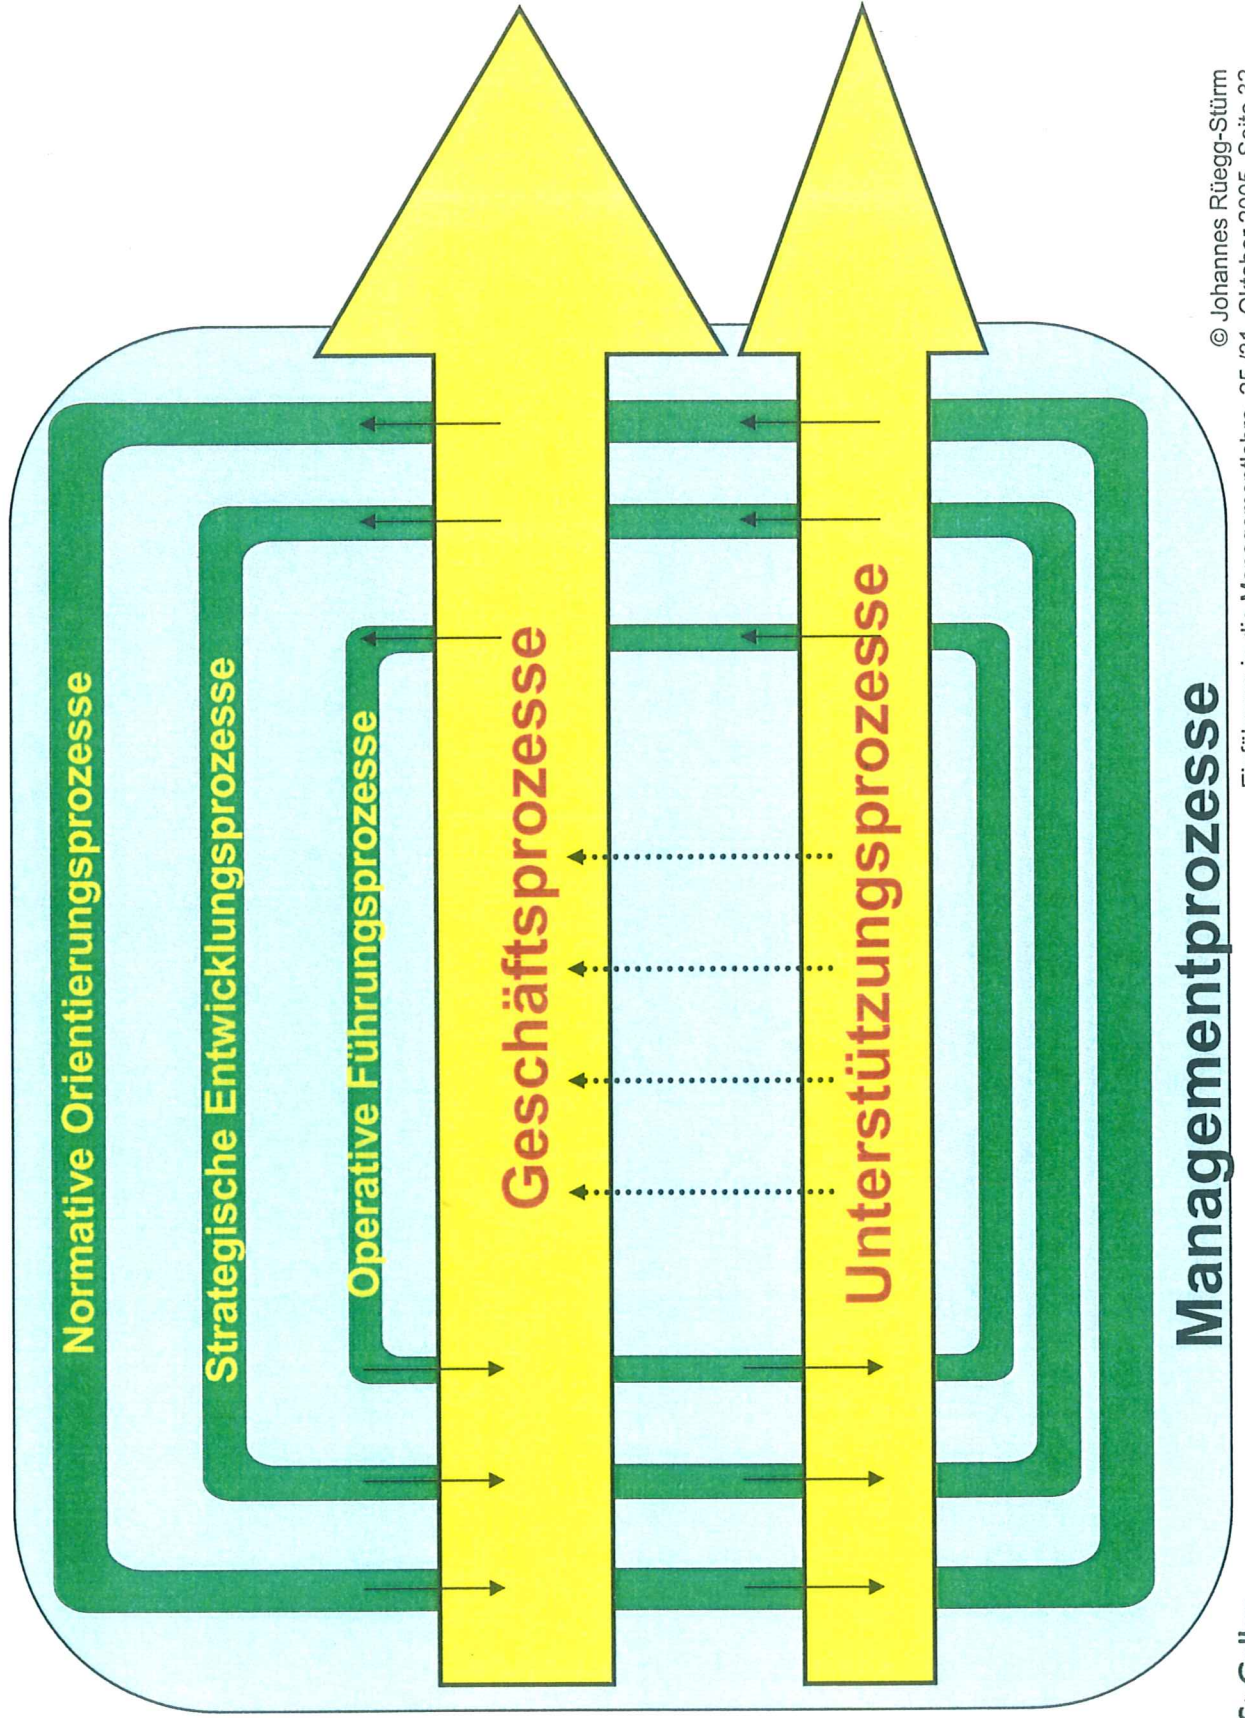 Normative Orientierungsprozesse
Strategische Entwicklungsprozesse
Operative Führungsprozesse
Geschäftsprozesse
Unterstützungsprozesse
Managementprozesse
© Johannes Rüegg-Stürm